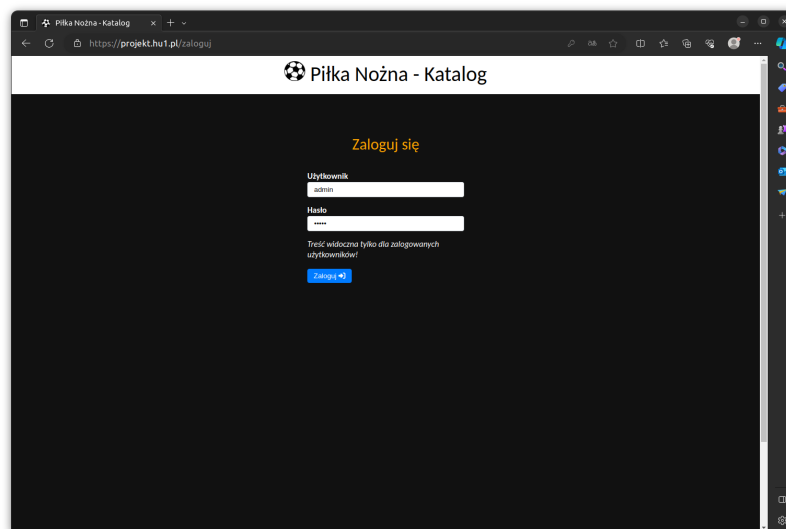 Piłka Nożna - Katalog
https://projekt.hu1.pl/zaloguj
Piłka Nożna - Katalog
Zaloguj się
Użytkownik
admin
Hasło
•••••
Treść widoczna tylko dla zalogowanych
użytkowników!
Zaloguj